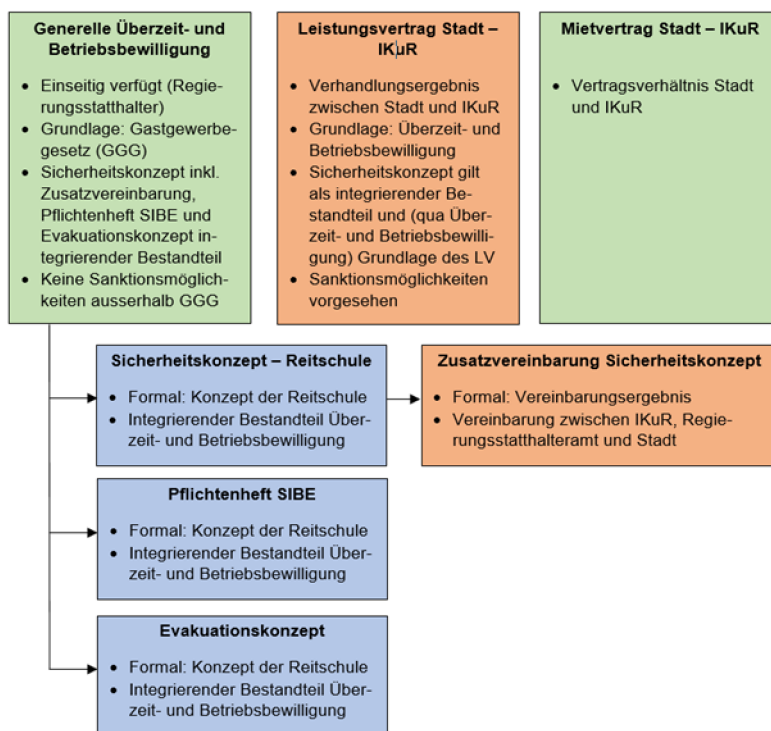 Generelle Überzeit- und
Betriebsbewilligung
• Einseitig verfügt (Regie-
rungsstatthalter)
• Grundlage: Gastgewerbe-
gesetz (GGG)
• Sicherheitskonzept inkl.
Zusatzvereinbarung,
Pflichtenheft SIBE und
Evakuationskonzept in-
tegrierender Bestandteil
• Keine Sanktionsmöglich-
keiten ausserhalb GGG
Leistungsvertrag Stadt –
IKuR
• Verhandlungsergebnis
zwischen Stadt und IKuR
• Grundlage: Überzeit- und
Betriebsbewilligung
• Sicherheitskonzept gilt
als integrierender Be-
standteil und (qua Über-
zeit- und Betriebsbewilli-
gung) Grundlage des LV
• Sanktionsmöglichkeiten
vorgesehen
Mietvertrag Stadt – IKuR
• Vertragsverhältnis Stadt
und IKuR
Sicherheitskonzept – Reitschule
• Formal: Konzept der Reitschule
• Integrierender Bestandteil Über-
zeit- und Betriebsbewilligung
Zusatzvereinbarung Sicherheitskonzept
• Formal: Vereinbarungsergebnis
• Vereinbarung zwischen IKuR, Regie-
rungsstatthalteramt und Stadt
Pflichtenheft SIBE
• Formal: Konzept der Reitschule
• Integrierender Bestandteil Über-
zeit- und Betriebsbewilligung
Evakuationskonzept
• Formal: Konzept der Reitschule
• Integrierender Bestandteil Über-
zeit- und Betriebsbewilligung